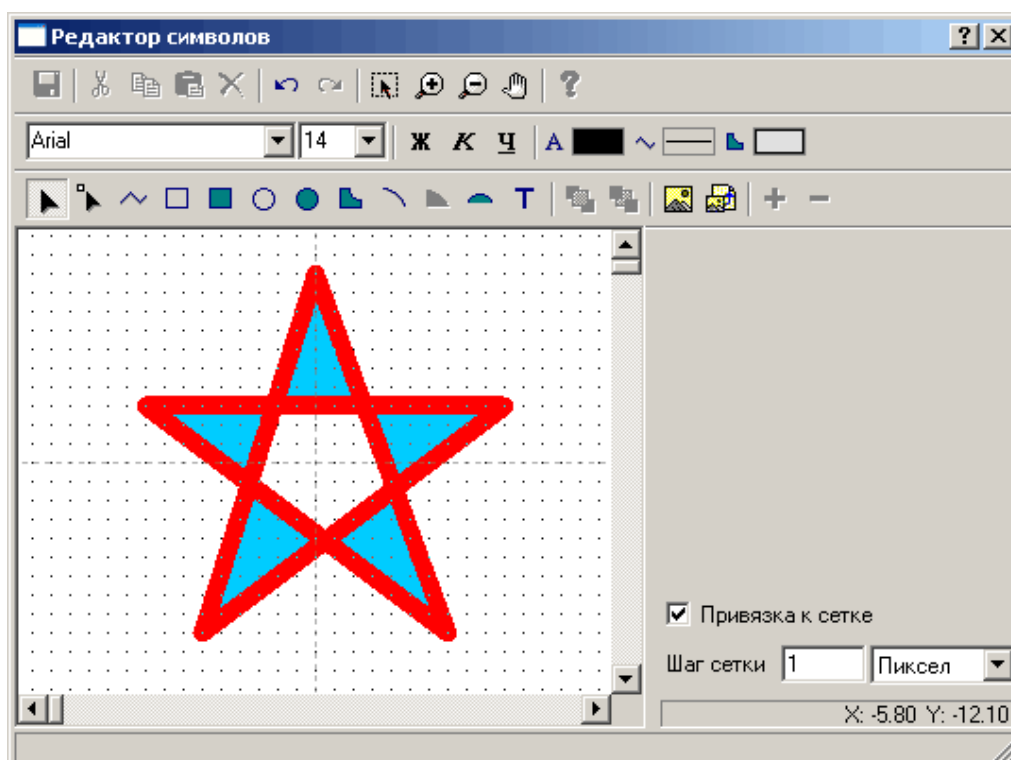 Редактор символов
Arial 14 Ж К Ч A
T
Привязка к сетке
Шаг сетки 1 Пиксел
X: -5.80 Y: -12.10